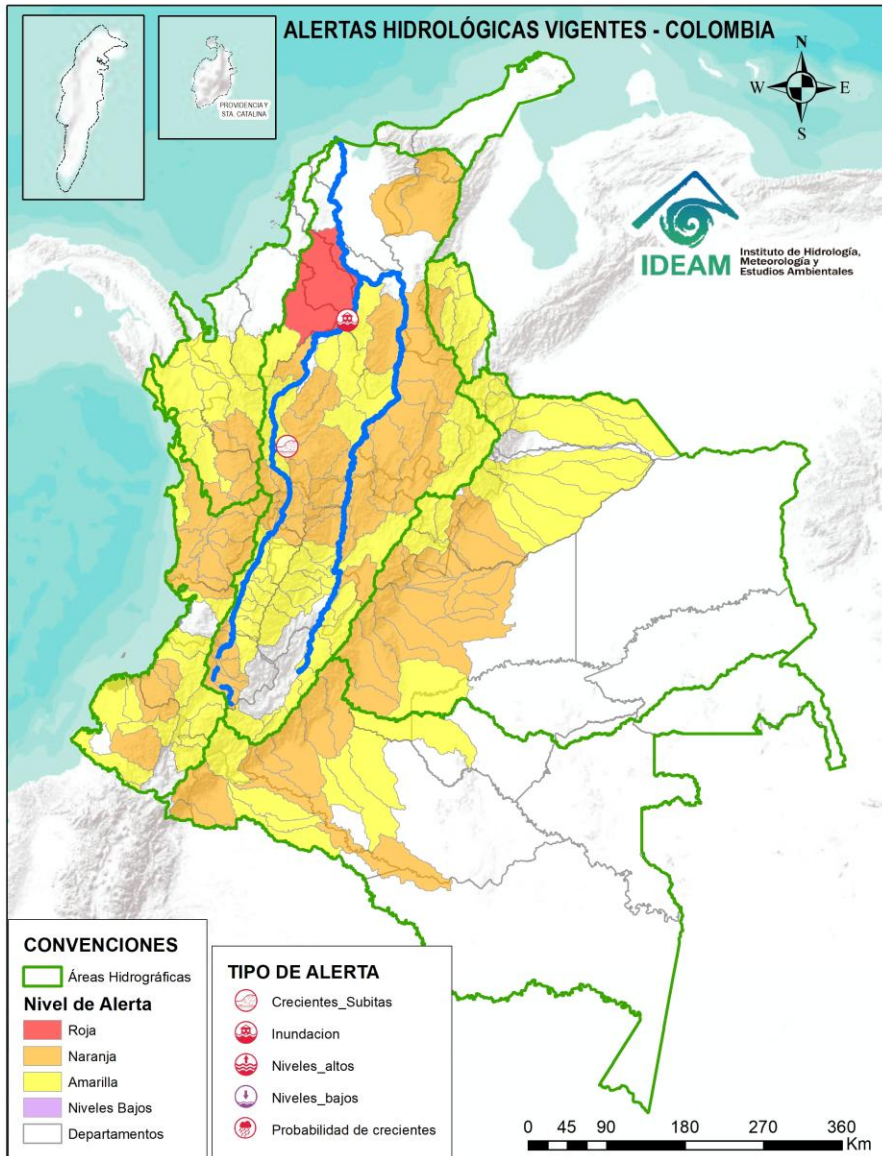 ALERTAS HIDROLÓGICAS VIGENTES - COLOMBIA
PROVIDENCIA Y
STA. CATALINA
N
W E
S
IDEAM
Instituto de Hidrología,
Meteorología y
Estudios Ambientales
CONVENCIONES
Áreas Hidrográficas
Nivel de Alerta
Roja
Naranja
Amarilla
Niveles Bajos
Departamentos
TIPO DE ALERTA
Crecientes_Subitas
Inundacion
Niveles_altos
Niveles_bajos
Probabilidad de crecientes
0 45 90 180 270 360
Km